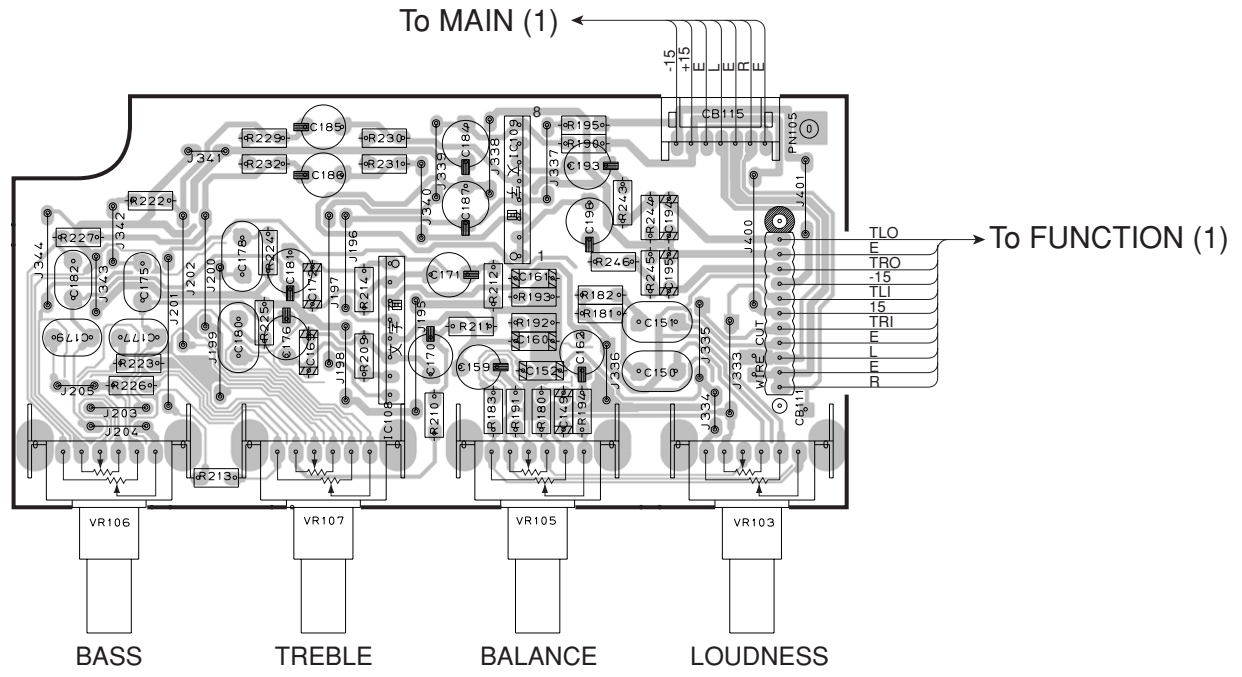 To MAIN (1)
-15
+15
E
L
E
R
E
CB115
PN105
8
IC109
C185
R229
R230
J341
R232
C186
R231
J339
C184
J338
J337
R195
R190
C193
J340
C187
R243
R244
C194
J401
J400
R222
J342
R227
J344
C182
J343
C175
J202
J200
C178
R224
C181
C172
J196
J197
R214
C171
R212
1
C161
R193
R246
R245
C195
R182
R181
C151
J335
J333
C179
C177
J201
J199
C180
R225
C176
C169
J198
R209
J195
C170
R211
R192
C160
C162
J336
C150
C159
C152
R223
R226
J205
J203
J204
R213
IC108
R210
R183
R191
R180
C149
R194
J334
WIRE CUT
CB111
TLO
E
TRO
-15
TLI
15
TRI
E
L
E
R
To FUNCTION (1)
VR106
VR107
VR105
VR103
BASS
TREBLE
BALANCE
LOUDNESS